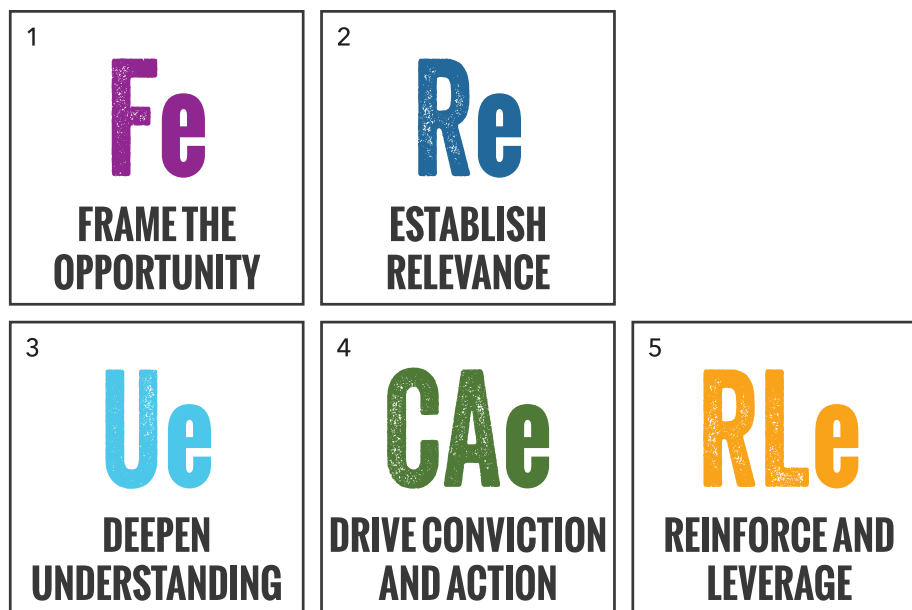 1
Fe
FRAME THE
OPPORTUNITY
2
Re
ESTABLISH
RELEVANCE
3
Ue
DEEPEN
UNDERSTANDING
4
CAe
DRIVE CONVICTION
AND ACTION
5
RLe
REINFORCE AND
LEVERAGE